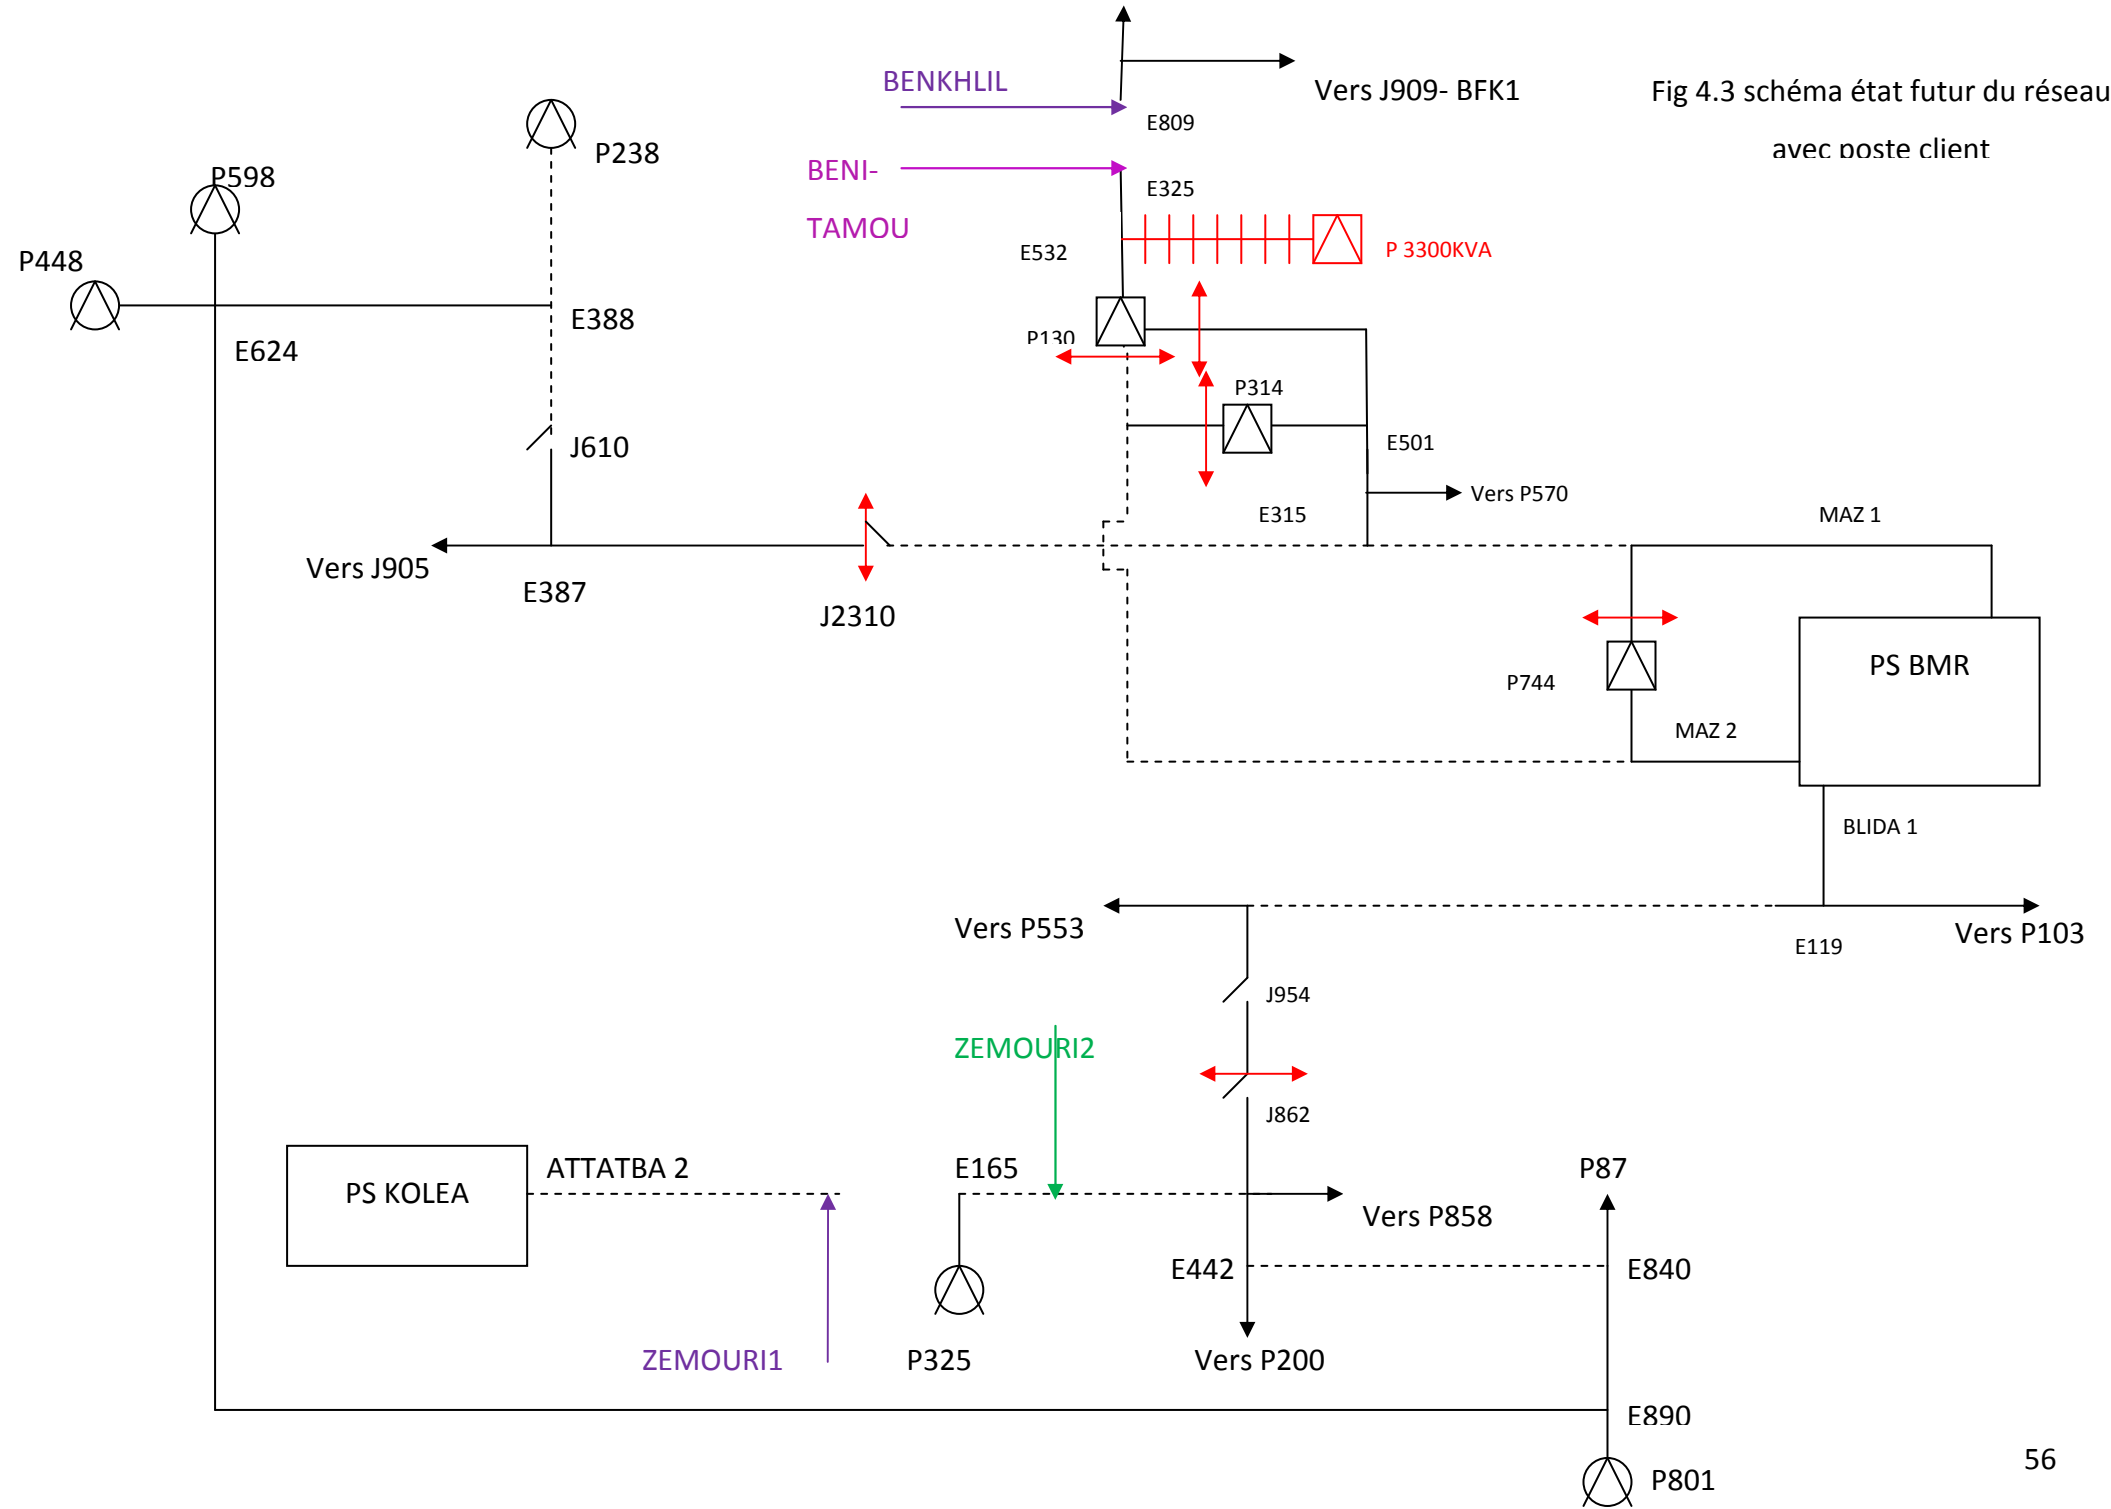 BENKHLIL
Vers J909- BFK1
Fig 4.3 schéma état futur du réseau
avec poste client
E809
P238
P598
BENI-
TAMOU
E325
E532
P 3300KVA
P448
E388
E624
P130
P314
J610
E501
Vers P570
E315
MAZ 1
Vers J905
E387
J2310
PS BMR
P744
MAZ 2
BLIDA 1
Vers P553
E119
Vers P103
J954
ZEMOURI2
J862
ATTATBA 2
E165
P87
PS KOLEA
Vers P858
E442
E840
ZEMOURI1
P325
Vers P200
E890
56
P801